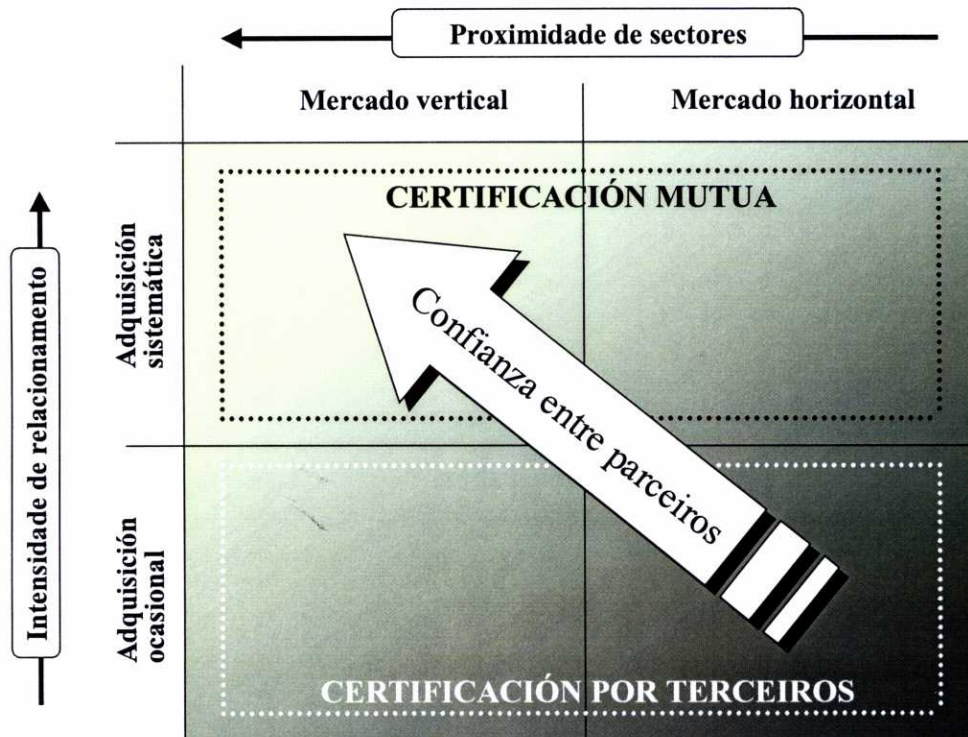 Proximidade de sectores
Mercado vertical
Mercado horizontal
Intensidade de relacionamento
Adquisición
sistemática
CERTIFICACIÓN MUTUA
Confianza entre parceiros
Adquisición
ocasional
CERTIFICACIÓN POR TERCEIROS